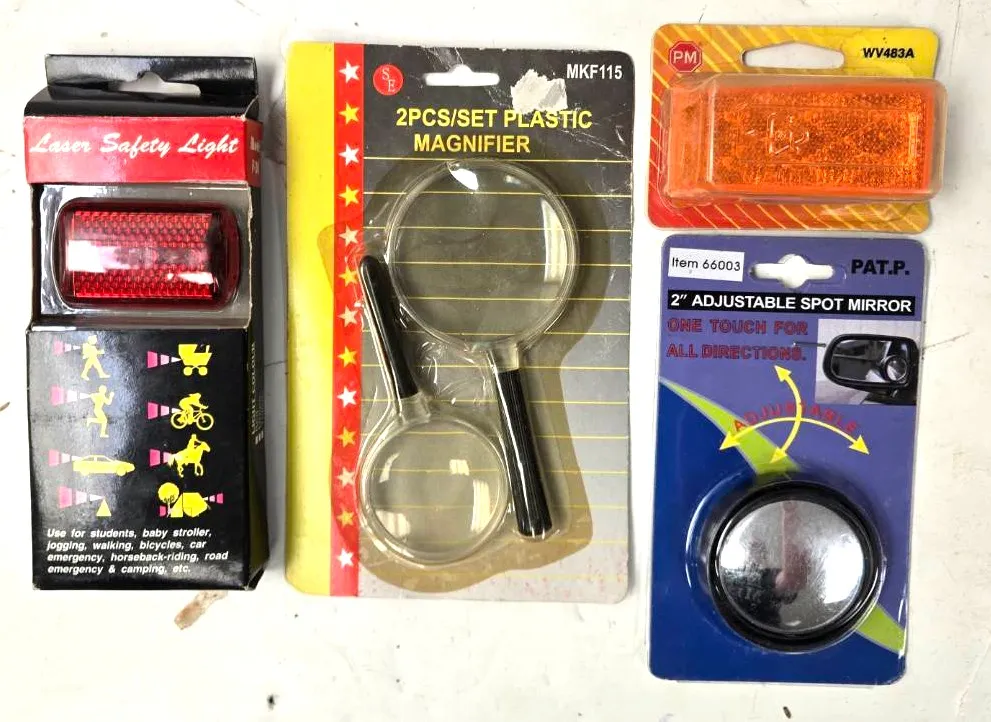 Laser Safety Light
Use for students, baby stroller,
jogging, walking, bicycles, car
emergency, horseback-riding, road
emergency & camping, etc.
SE
MKF115
2PCS/SET PLASTIC
MAGNIFIER
PM
WV483A
Item 66003
PAT.P.
2" ADJUSTABLE SPOT MIRROR
ONE TOUCH FOR
ALL DIRECTIONS.
ADJUSTABLE